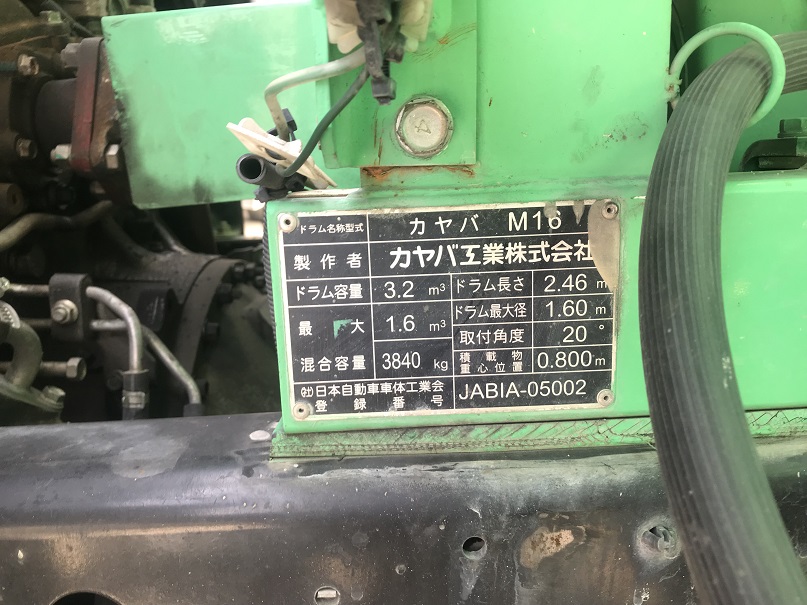 ドラム名称型式 カヤバ M16
製作者 カヤバ工業株式会社
ドラム容量 3.2 m³ ドラム長さ 2.46 m
最大 1.6 m³ ドラム最大径 1.60 m
取付角度 20°
混合容量 3840 kg 積載物重心位置 0.800 m
㈳日本自動車車体工業会
登録番号 JABIA-05002